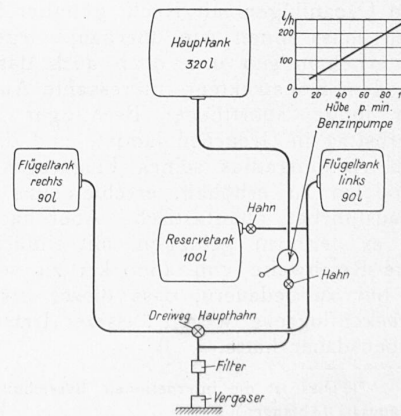 l/h
200
100
0
20
40
60
80
Hübe p. min.
Haupttank
320 l
Benzinpumpe
Flügeltank
rechts
90 l
Flügeltank
links
90 l
Hahn
Reservetank
100 l
Hahn
Dreiweg Haupthahn
Filter
Vergaser